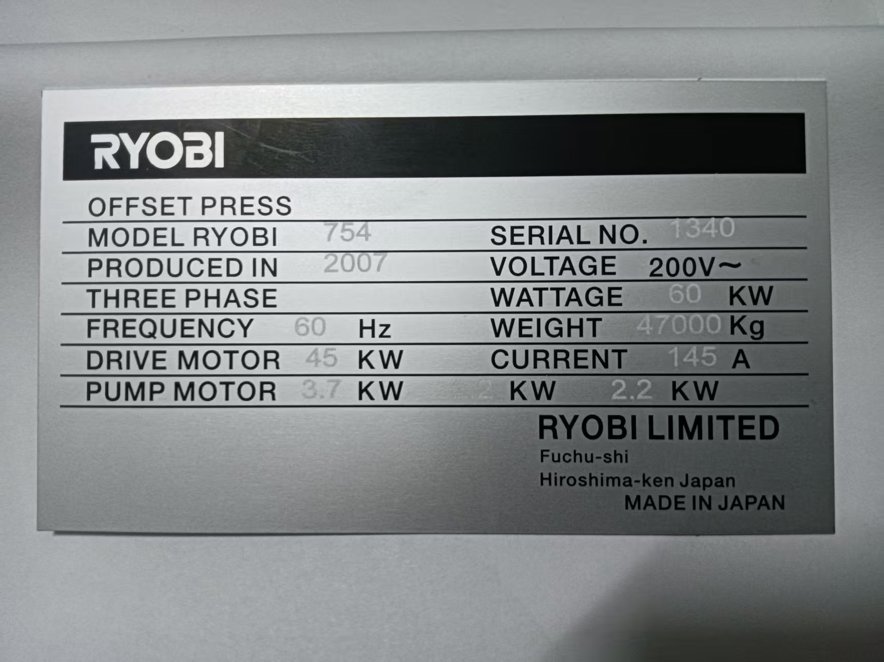 RYOBI
OFFSET PRESS
MODEL RYOBI 754 SERIAL NO. 1340
PRODUCED IN 2007 VOLTAGE 200V~
THREE PHASE WATTAGE 60 KW
FREQUENCY 60 Hz WEIGHT 47000 Kg
DRIVE MOTOR 45 KW CURRENT 145 A
PUMP MOTOR 3.7 KW KW 2.2 KW
RYOBI LIMITED
Fuchu-shi
Hiroshima-ken Japan
MADE IN JAPAN